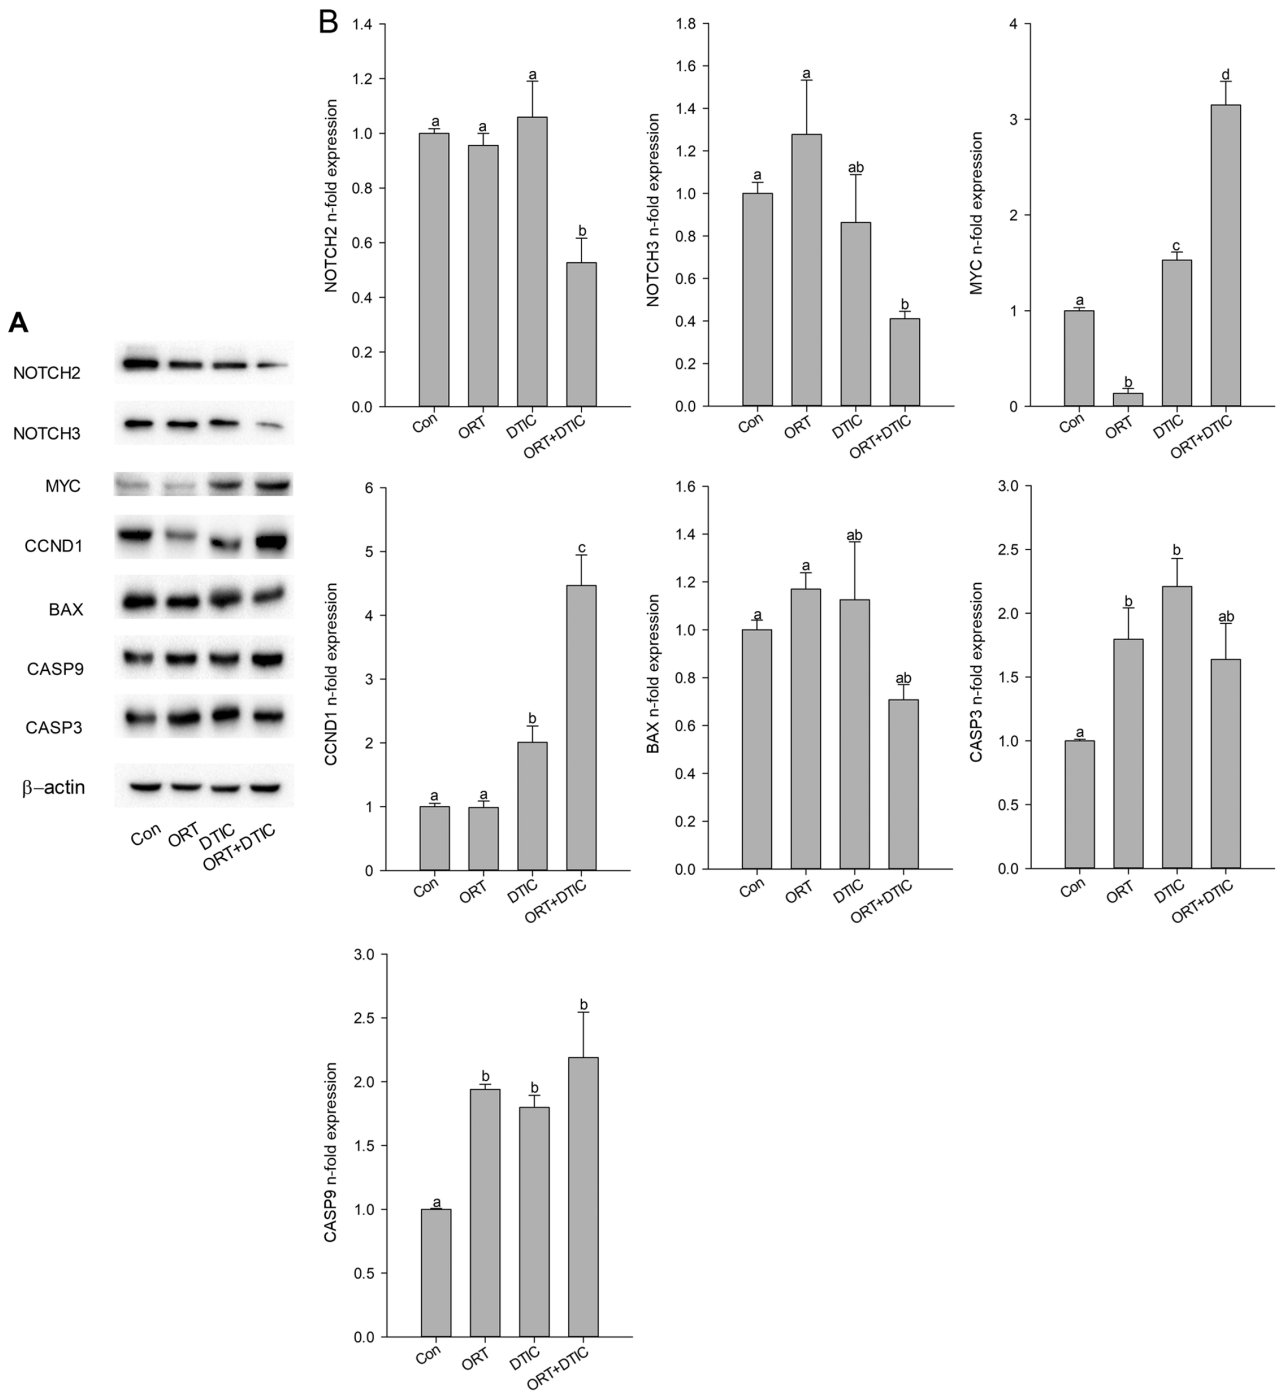 A
NOTCH2
NOTCH3
MYC
CCND1
BAX
CASP9
CASP3
β–actin
Con ORT DTIC ORT+DTIC
B
NOTCH2 n-fold expression
1.4
1.2
1.0
0.8
0.6
0.4
0.2
0.0
a a a b
Con ORT DTIC ORT+DTIC
NOTCH3 n-fold expression
1.8
1.6
1.4
1.2
1.0
0.8
0.6
0.4
0.2
0.0
a a ab b
Con ORT DTIC ORT+DTIC
MYC n-fold expression
4
3
2
1
0
a b c d
Con ORT DTIC ORT+DTIC
CCND1 n-fold expression
6
5
4
3
2
1
0
a a b c
Con ORT DTIC ORT+DTIC
BAX n-fold expression
1.6
1.4
1.2
1.0
0.8
0.6
0.4
0.2
0.0
a a ab ab
Con ORT DTIC ORT+DTIC
CASP3 n-fold expression
3.0
2.5
2.0
1.5
1.0
0.5
0.0
a b b ab
Con ORT DTIC ORT+DTIC
CASP9 n-fold expression
3.0
2.5
2.0
1.5
1.0
0.5
0.0
a b b b
Con ORT DTIC ORT+DTIC